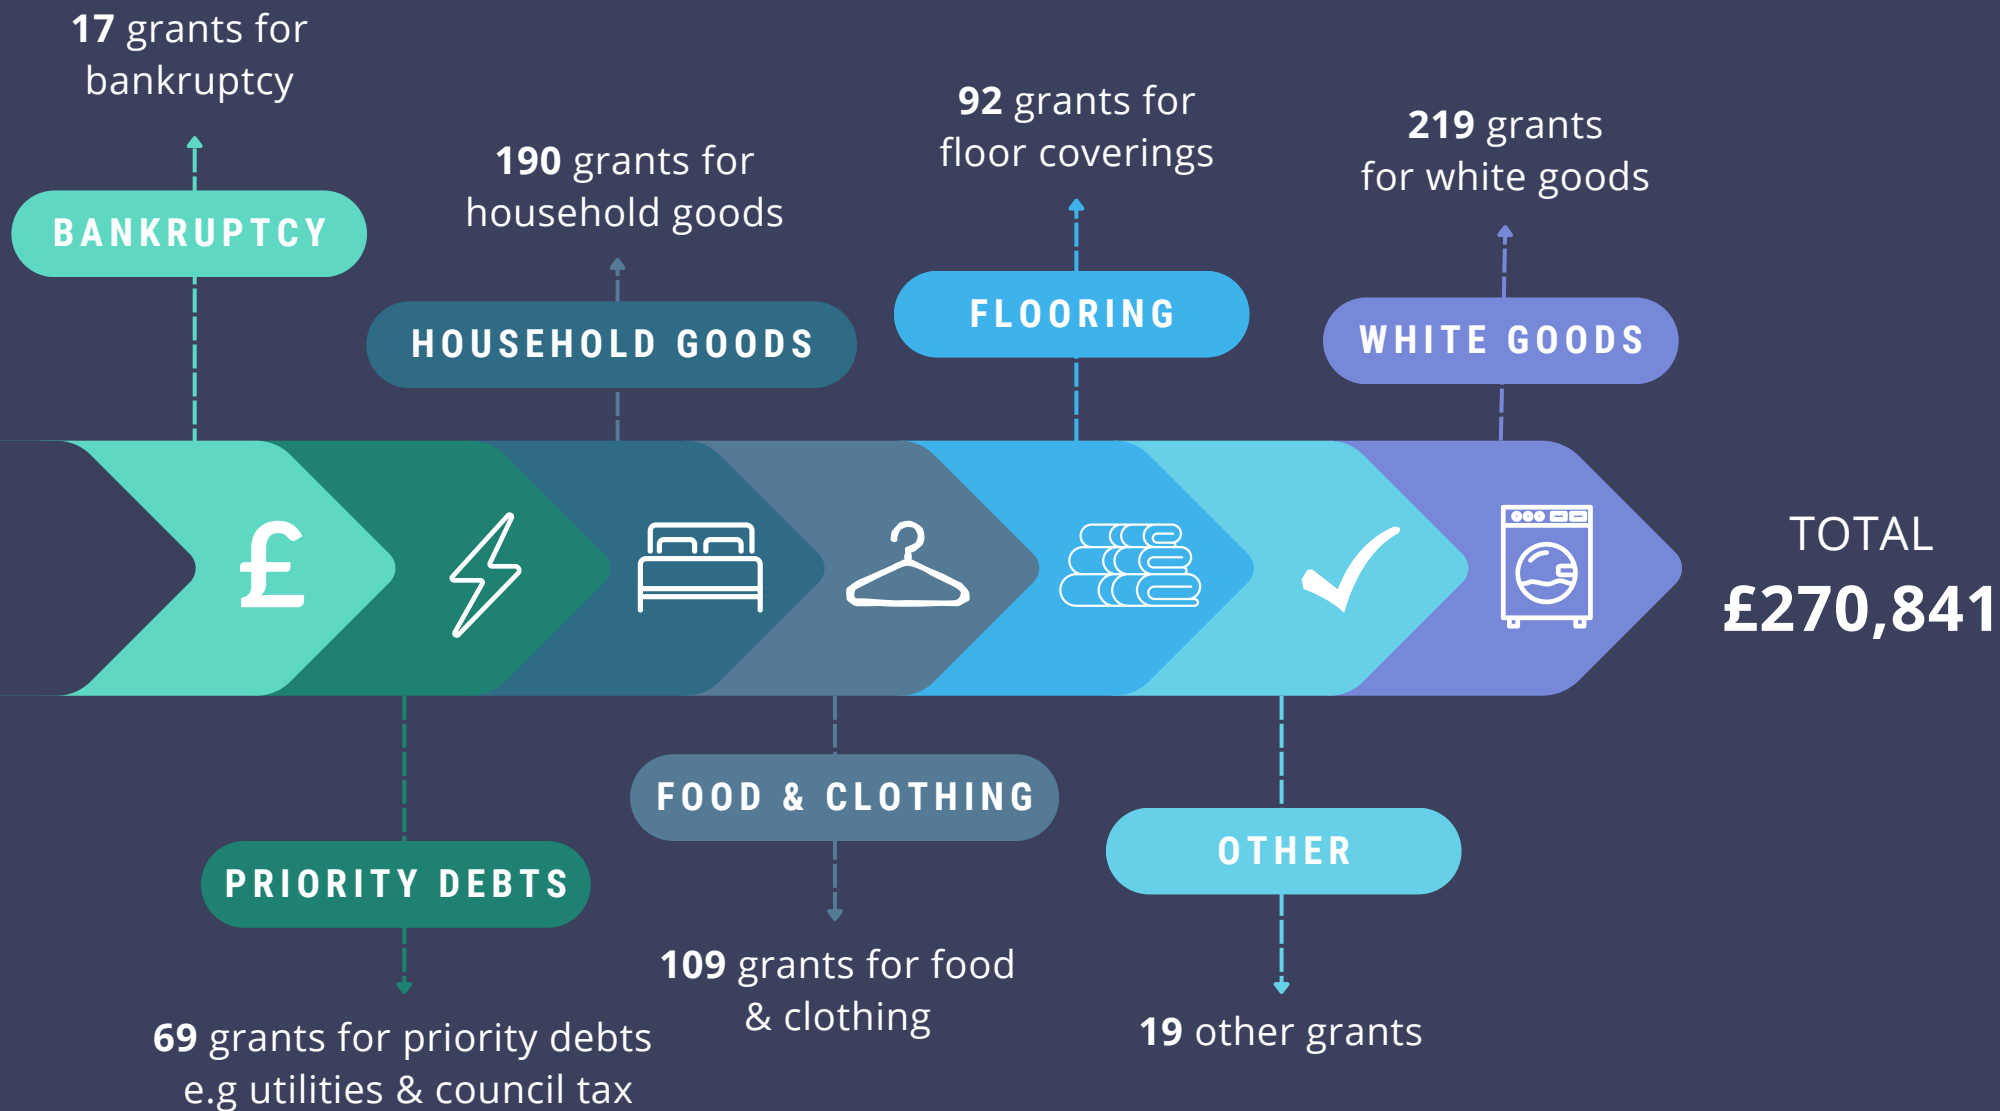 17 grants for
bankruptcy
BANKRUPTCY
190 grants for
household goods
HOUSEHOLD GOODS
92 grants for
floor coverings
FLOORING
219 grants
for white goods
WHITE GOODS
£
TOTAL
£270,841
PRIORITY DEBTS
69 grants for priority debts
e.g utilities & council tax
FOOD & CLOTHING
109 grants for food
& clothing
OTHER
19 other grants